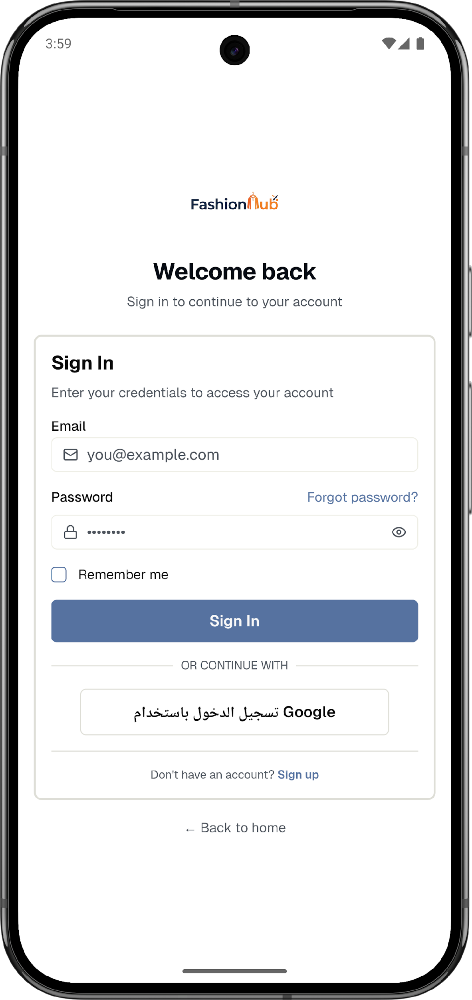 3:59
FashionHub
Welcome back
Sign in to continue to your account
Sign In
Enter your credentials to access your account
Email
you@example.com
Password Forgot password?
••••••••
Remember me
Sign In
OR CONTINUE WITH
تسجيل الدخول باستخدام Google
Don't have an account? Sign up
← Back to home